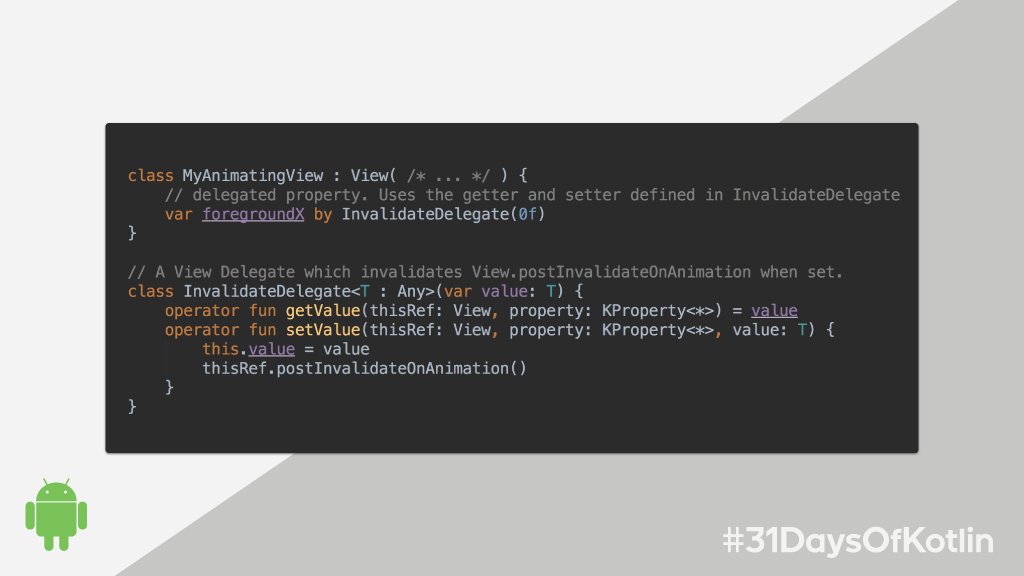 class MyAnimatingView : View( /* ... */ ) {
    // delegated property. Uses the getter and setter defined in InvalidateDelegate
    var foregroundX by InvalidateDelegate(0f)
}
// A View Delegate which invalidates View.postInvalidateOnAnimation when set.
class InvalidateDelegate<T : Any>(var value: T) {
    operator fun getValue(thisRef: View, property: KProperty<*>) = value
    operator fun setValue(thisRef: View, property: KProperty<*>, value: T) {
        this.value = value
        thisRef.postInvalidateOnAnimation()
    }
}
#31DaysOfKotlin